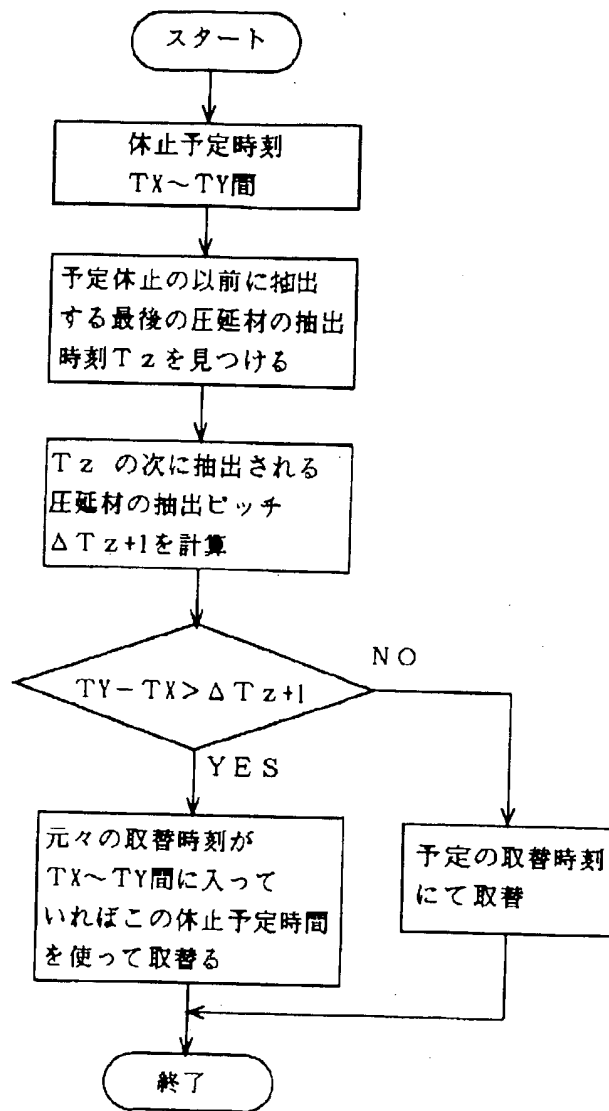 スタート
休止予定時刻
TX～TY間
予定休止の以前に抽出
する最後の圧延材の抽出
時刻Tzを見つける
Tz の次に抽出される
圧延材の抽出ピッチ
ΔTz+1を計算
TY－TX>ΔTz+1
NO
YES
元々の取替時刻が
TX～TY間に入って
いればこの休止予定時間
を使って取替る
予定の取替時刻
にて取替
終了